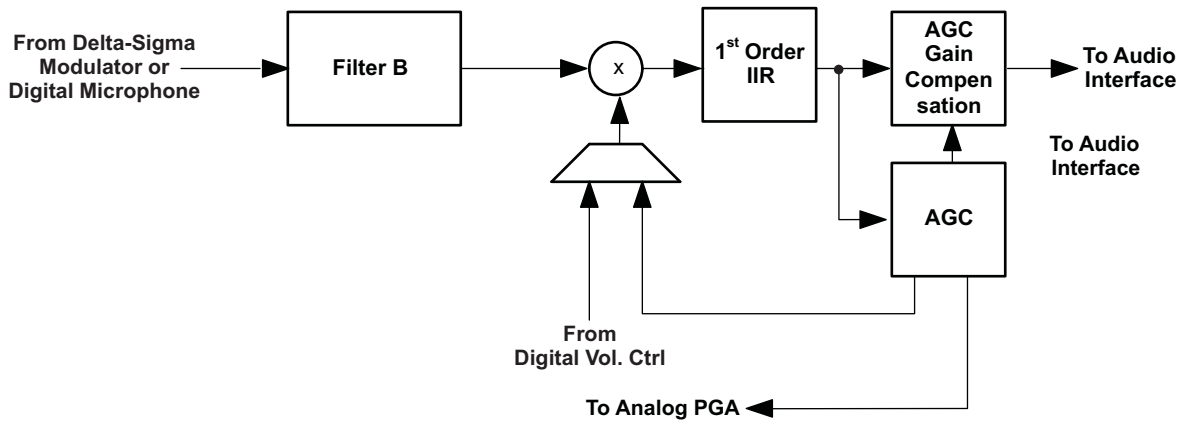 From Delta-Sigma
Modulator or
Digital Microphone
Filter B
x
1st Order
IIR
AGC
Gain
Compen
sation
To Audio
Interface
To Audio
Interface
AGC
From
Digital Vol. Ctrl
To Analog PGA